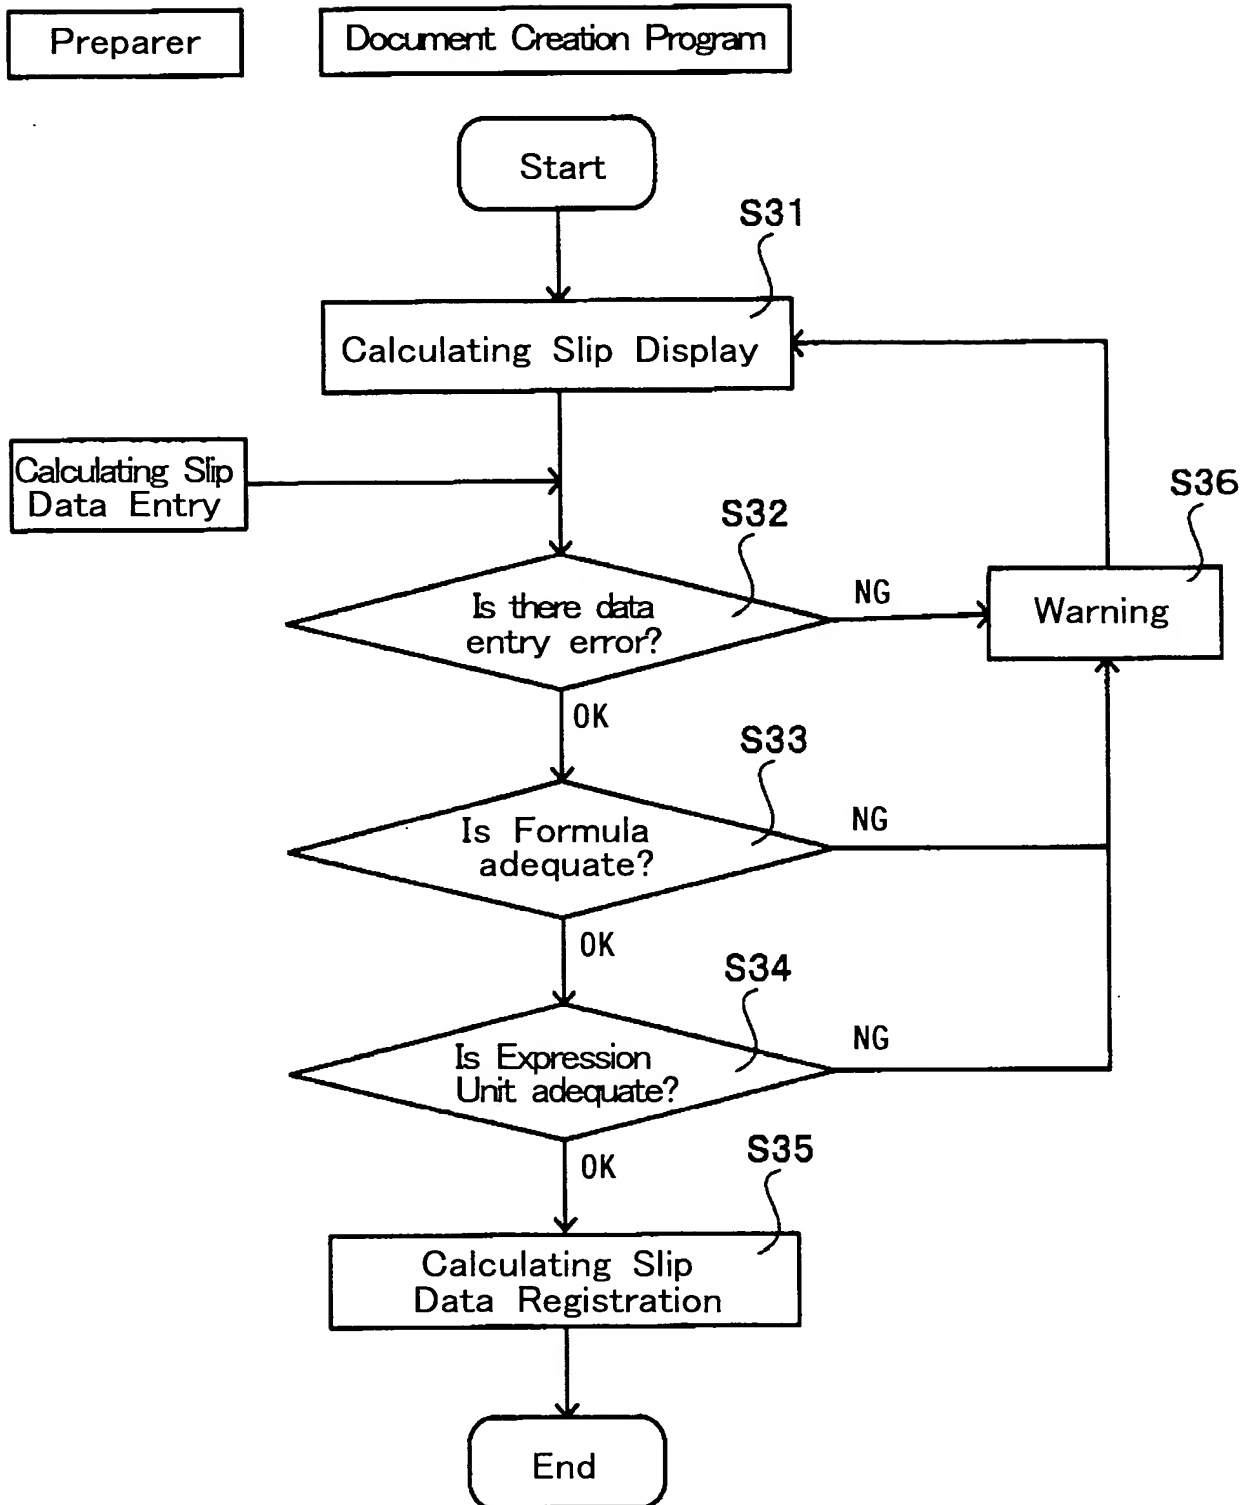 Preparer
Document Creation Program
Start
S31
Calculating Slip Display
Calculating Slip
Data Entry
S36
S32
Is there data
entry error?
NG
Warning
OK
S33
Is Formula
adequate?
NG
OK
S34
Is Expression
Unit adequate?
NG
OK
S35
Calculating Slip
Data Registration
End